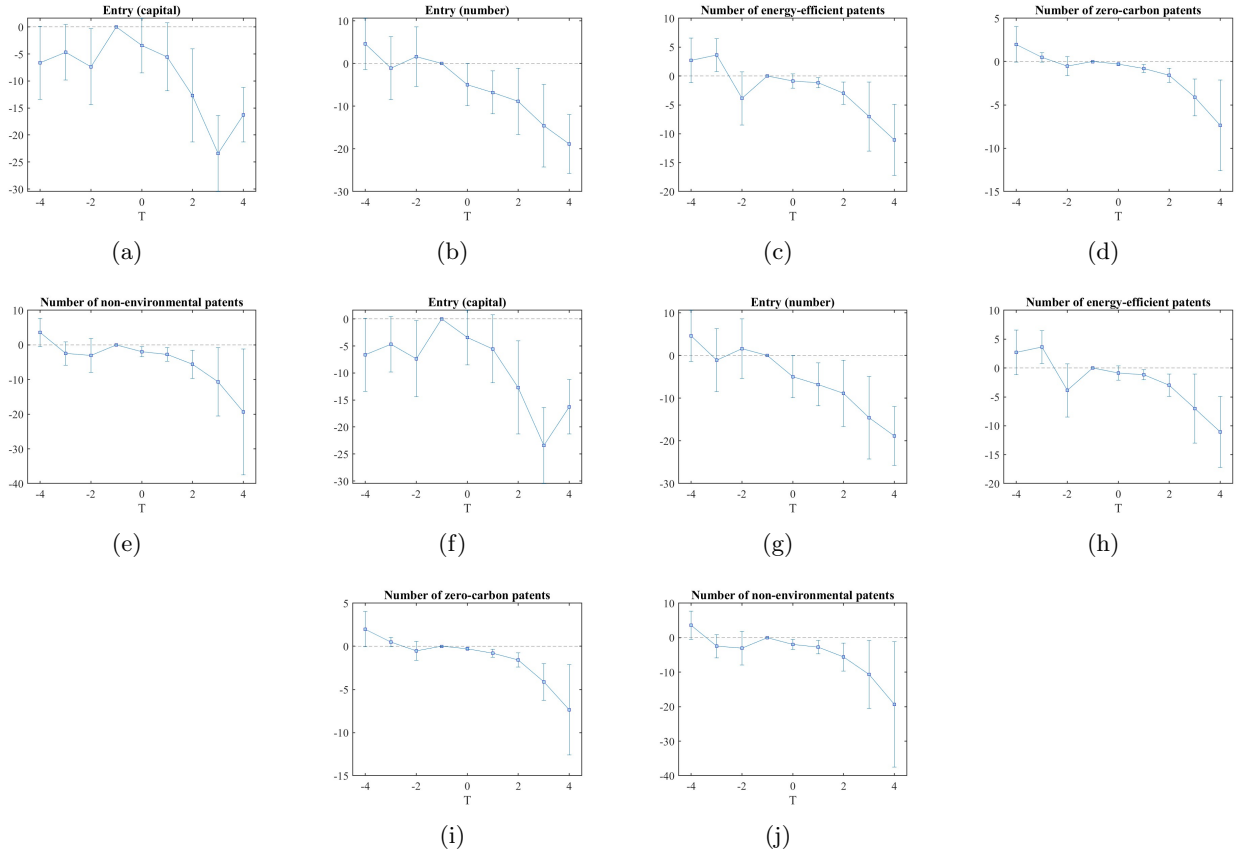 Entry (capital)
0
-5
-10
-15
-20
-25
-30
-4 -2 0 2 4
T
(a)
Entry (number)
10
0
-10
-20
-30
-4 -2 0 2 4
T
(b)
Number of energy-efficient patents
10
5
0
-5
-10
-15
-20
-4 -2 0 2 4
T
(c)
Number of zero-carbon patents
5
0
-5
-10
-15
-4 -2 0 2 4
T
(d)
Number of non-environmental patents
10
0
-10
-20
-30
-40
-4 -2 0 2 4
T
(e)
Entry (capital)
0
-5
-10
-15
-20
-25
-30
-4 -2 0 2 4
T
(f)
Entry (number)
10
0
-10
-20
-30
-4 -2 0 2 4
T
(g)
Number of energy-efficient patents
10
5
0
-5
-10
-15
-20
-4 -2 0 2 4
T
(h)
Number of zero-carbon patents
5
0
-5
-10
-15
-4 -2 0 2 4
T
(i)
Number of non-environmental patents
10
0
-10
-20
-30
-40
-4 -2 0 2 4
T
(j)